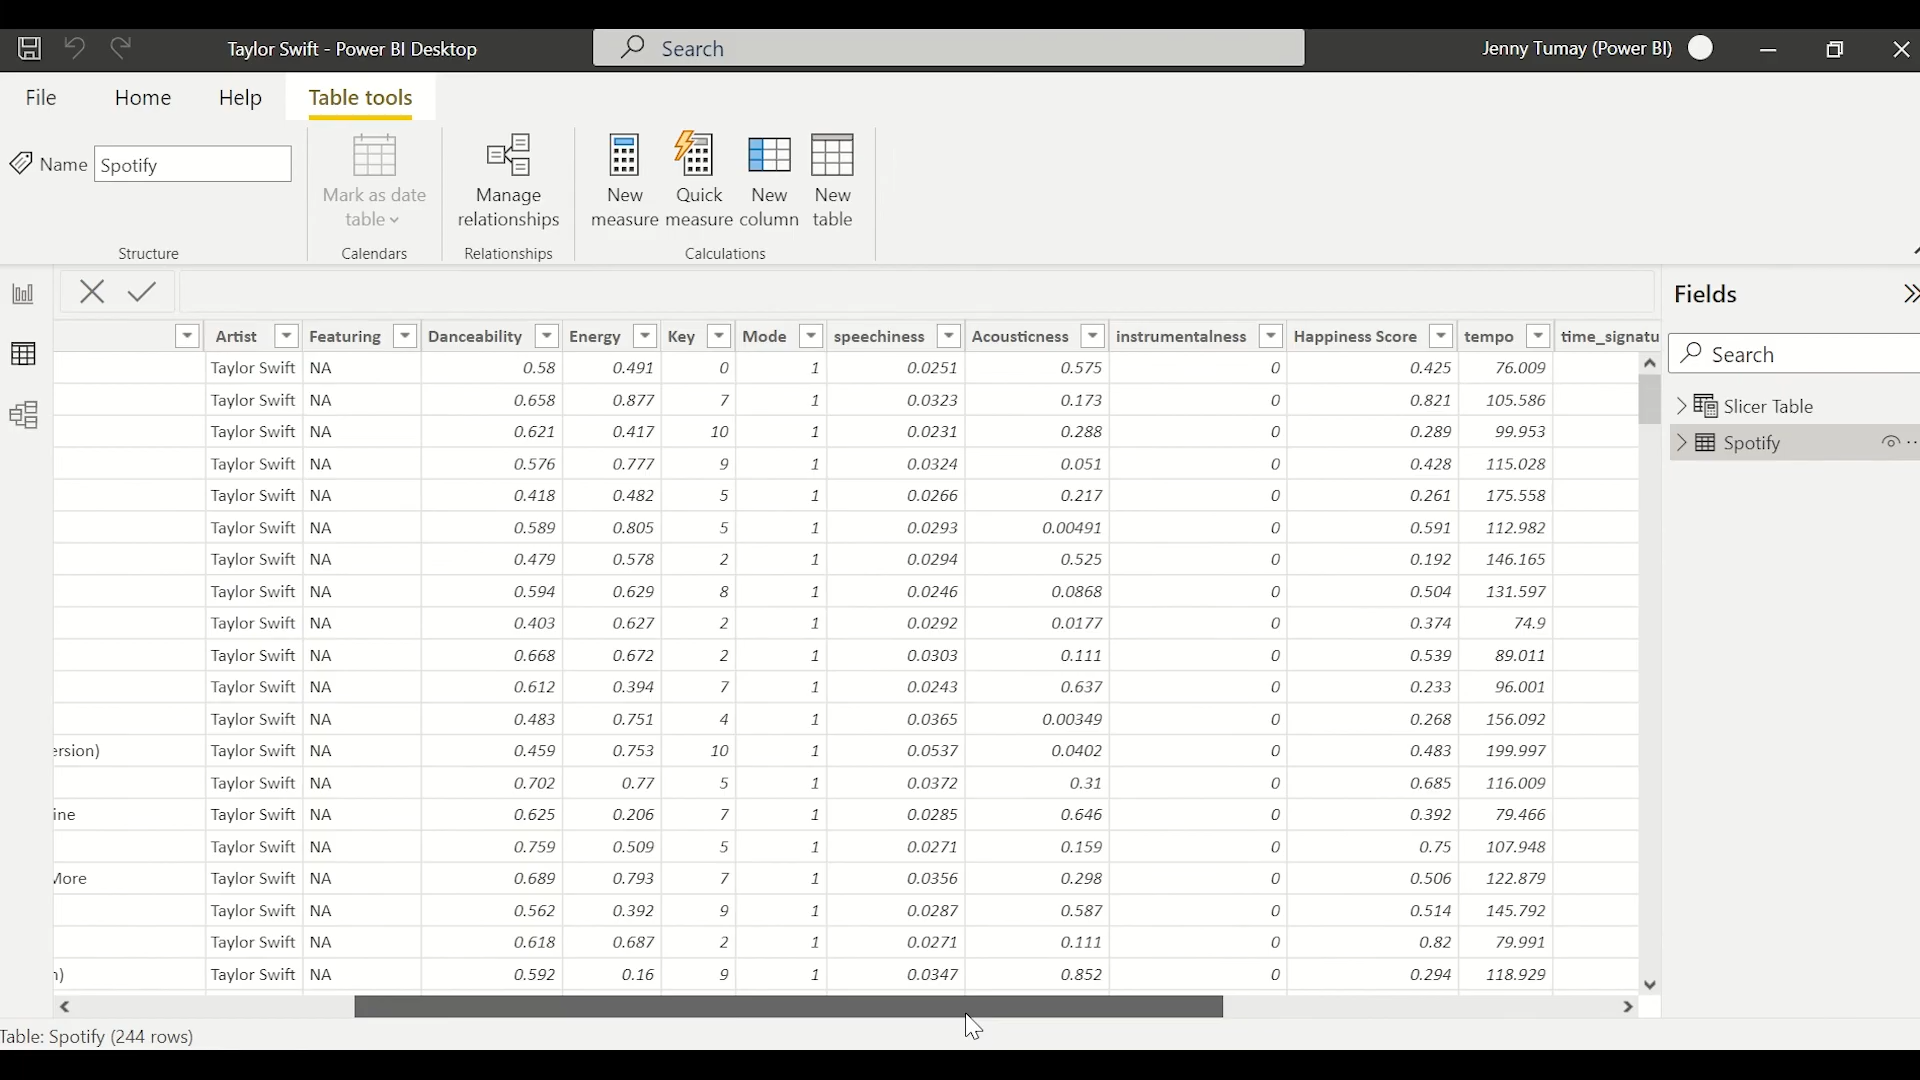 Taylor Swift - Power BI Desktop
Search
Jenny Tumay (Power BI)
File Home Help Table tools
Name Spotify
Mark as date table
Manage relationships
New measure
Quick measure
New column
New table
Structure Calendars Relationships Calculations
Fields
Search
Slicer Table
Spotify
Artist Featuring Danceability Energy Key Mode speechiness Acousticness instrumentalness Happiness Score tempo time_signatu
Taylor Swift NA 0.58 0.491 0 1 0.0251 0.575 0 0.425 76.009
Taylor Swift NA 0.658 0.877 7 1 0.0323 0.173 0 0.821 105.586
Taylor Swift NA 0.621 0.417 10 1 0.0231 0.288 0 0.289 99.953
Taylor Swift NA 0.576 0.777 9 1 0.0324 0.051 0 0.428 115.028
Taylor Swift NA 0.418 0.482 5 1 0.0266 0.217 0 0.261 175.558
Taylor Swift NA 0.589 0.805 5 1 0.0293 0.00491 0 0.591 112.982
Taylor Swift NA 0.479 0.578 2 1 0.0294 0.525 0 0.192 146.165
Taylor Swift NA 0.594 0.629 8 1 0.0246 0.0868 0 0.504 131.597
Taylor Swift NA 0.403 0.627 2 1 0.0292 0.0177 0 0.374 74.9
Taylor Swift NA 0.668 0.672 2 1 0.0303 0.111 0 0.539 89.011
Taylor Swift NA 0.612 0.394 7 1 0.0243 0.637 0 0.233 96.001
Taylor Swift NA 0.483 0.751 4 1 0.0365 0.00349 0 0.268 156.092
ersion) Taylor Swift NA 0.459 0.753 10 1 0.0537 0.0402 0 0.483 199.997
Taylor Swift NA 0.702 0.77 5 1 0.0372 0.31 0 0.685 116.009
ine Taylor Swift NA 0.625 0.206 7 1 0.0285 0.646 0 0.392 79.466
Taylor Swift NA 0.759 0.509 5 1 0.0271 0.159 0 0.75 107.948
More Taylor Swift NA 0.689 0.793 7 1 0.0356 0.298 0 0.506 122.879
Taylor Swift NA 0.562 0.392 9 1 0.0287 0.587 0 0.514 145.792
Taylor Swift NA 0.618 0.687 2 1 0.0271 0.111 0 0.82 79.991
n) Taylor Swift NA 0.592 0.16 9 1 0.0347 0.852 0 0.294 118.929
Table: Spotify (244 rows)